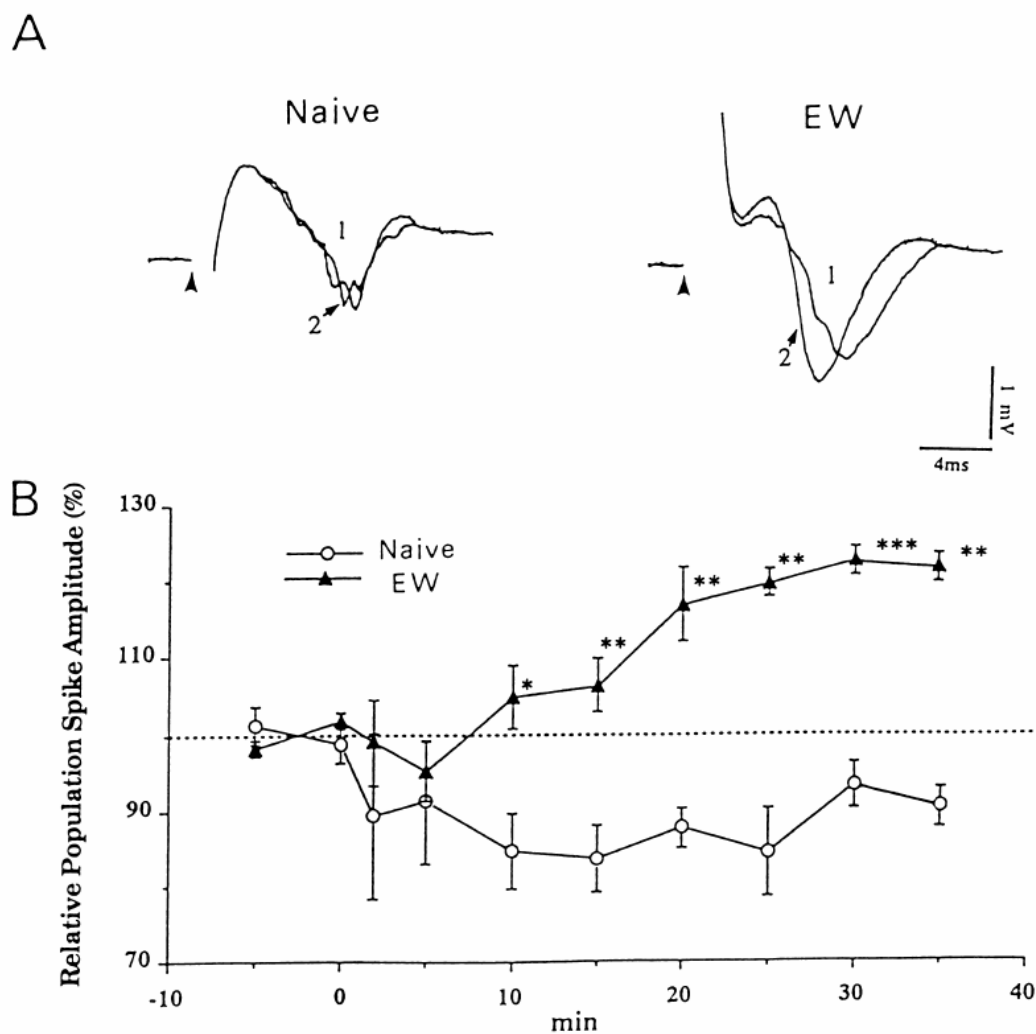 A
Naive
EW
1
2
1
2
1 mV
4ms
B
Relative Population Spike Amplitude (%)
130
110
90
70
Naive
EW
*
**
**
**
***
**
-10
0
10
20
30
40
min